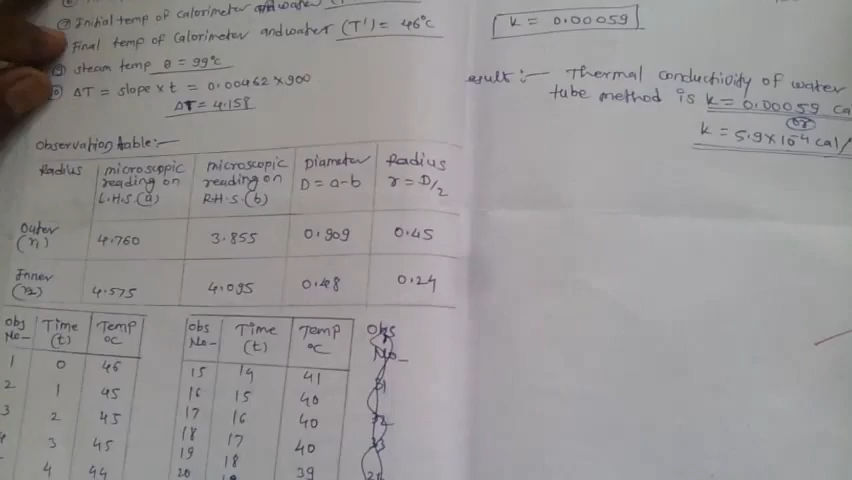 Initial temp of calorimeter and water
Final temp of Calorimeter and water (T') = 46°C
steam temp θ = 99°C
ΔT = slope × t = 0.00462 × 900
ΔT = 4.158
Observation table:-
Radius | microscopic reading on L.H.S.(a) | microscopic reading on R.H.S.(b) | Diameter D = a-b | Radius r = D/2
Outer (r₁) | 4.760 | 3.855 | 0.909 | 0.45
Inner (r₂) | 4.575 | 4.095 | 0.48 | 0.24
Obs No- | Time (t) | Temp °C
1 | 0 | 46
2 | 1 | 45
3 | 2 | 45
4 | 3 | 45
4 | 44
Obs No- | Time (t) | Temp °C
15 | 14 | 41
16 | 15 | 40
17 | 16 | 40
18 | 17 | 40
19 | 18 | 39
20
Obs No-
31
32
33
K = 0.00059
esult:- Thermal conductivity of water
tube method is K = 0.00059 ca
or
K = 5.9×10⁻⁴ cal/